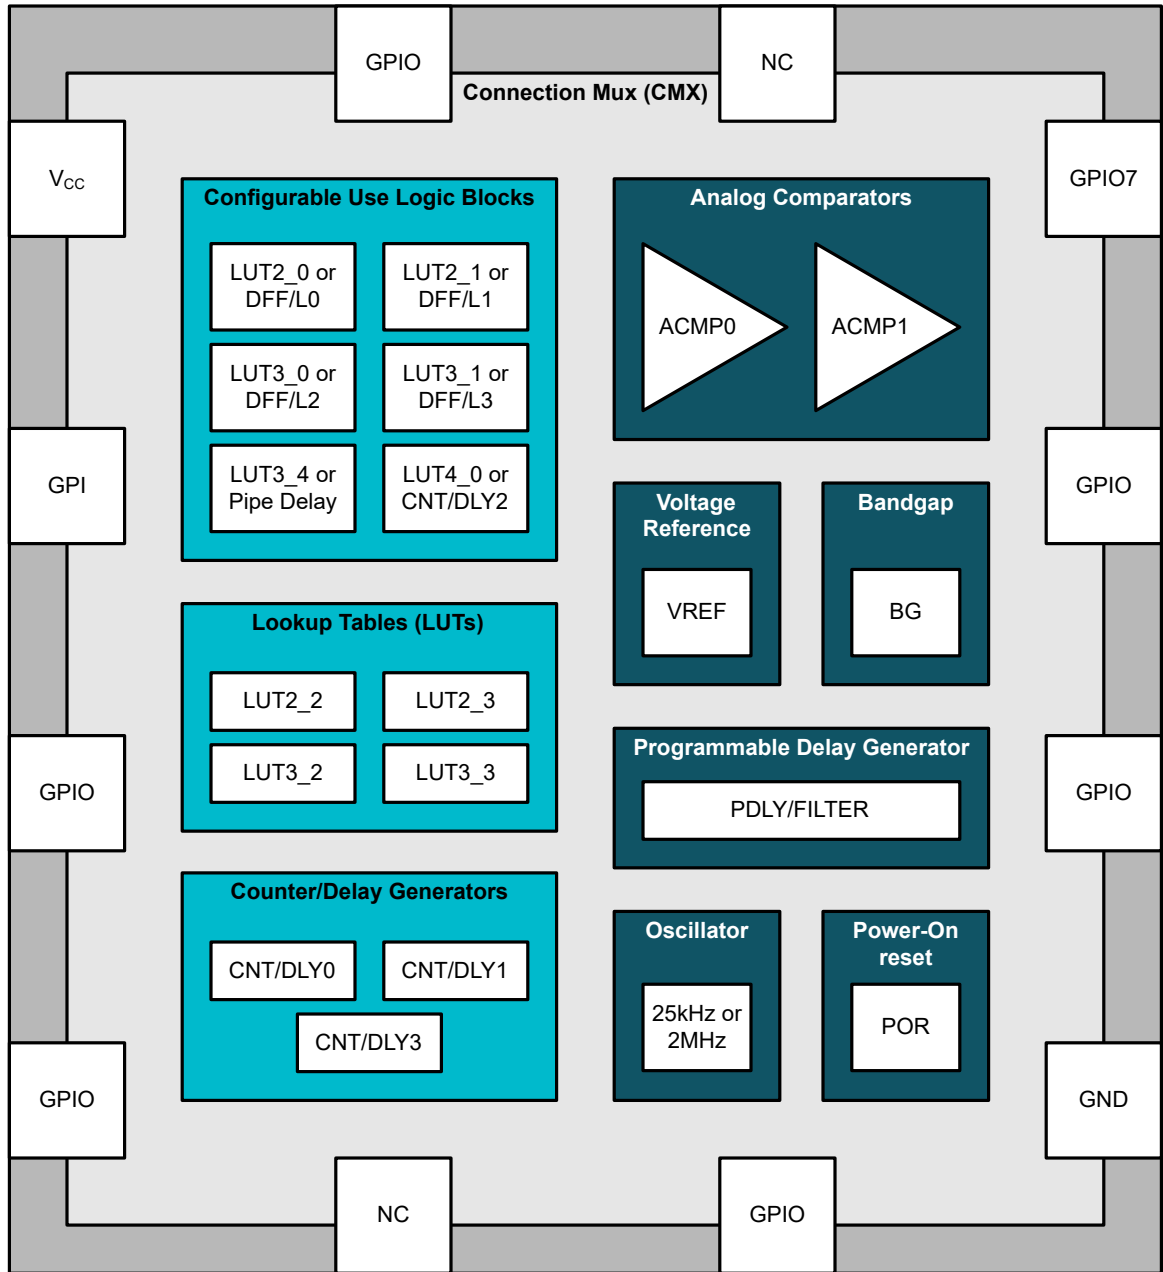 GPIO
NC
Connection Mux (CMX)
VCC
GPIO7
Configurable Use Logic Blocks
LUT2_0 or
DFF/L0
LUT2_1 or
DFF/L1
LUT3_0 or
DFF/L2
LUT3_1 or
DFF/L3
LUT3_4 or
Pipe Delay
LUT4_0 or
CNT/DLY2
Analog Comparators
ACMP0
ACMP1
GPI
GPIO
Voltage
Reference
VREF
Bandgap
BG
Lookup Tables (LUTs)
LUT2_2
LUT2_3
LUT3_2
LUT3_3
Programmable Delay Generator
PDLY/FILTER
GPIO
GPIO
Counter/Delay Generators
CNT/DLY0
CNT/DLY1
CNT/DLY3
Oscillator
25kHz or
2MHz
Power-On
reset
POR
GPIO
GND
NC
GPIO